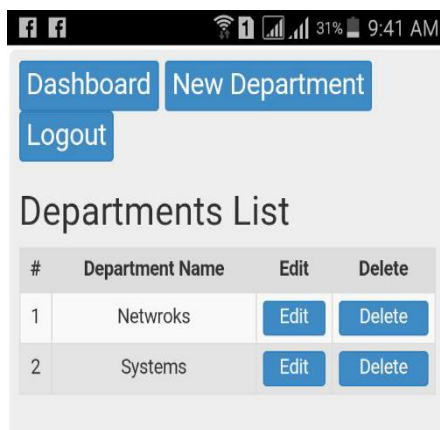 1 31% 9:41 AM
Dashboard New Department
Logout
Departments List
# Department Name Edit Delete
1 Netwroks Edit Delete
2 Systems Edit Delete